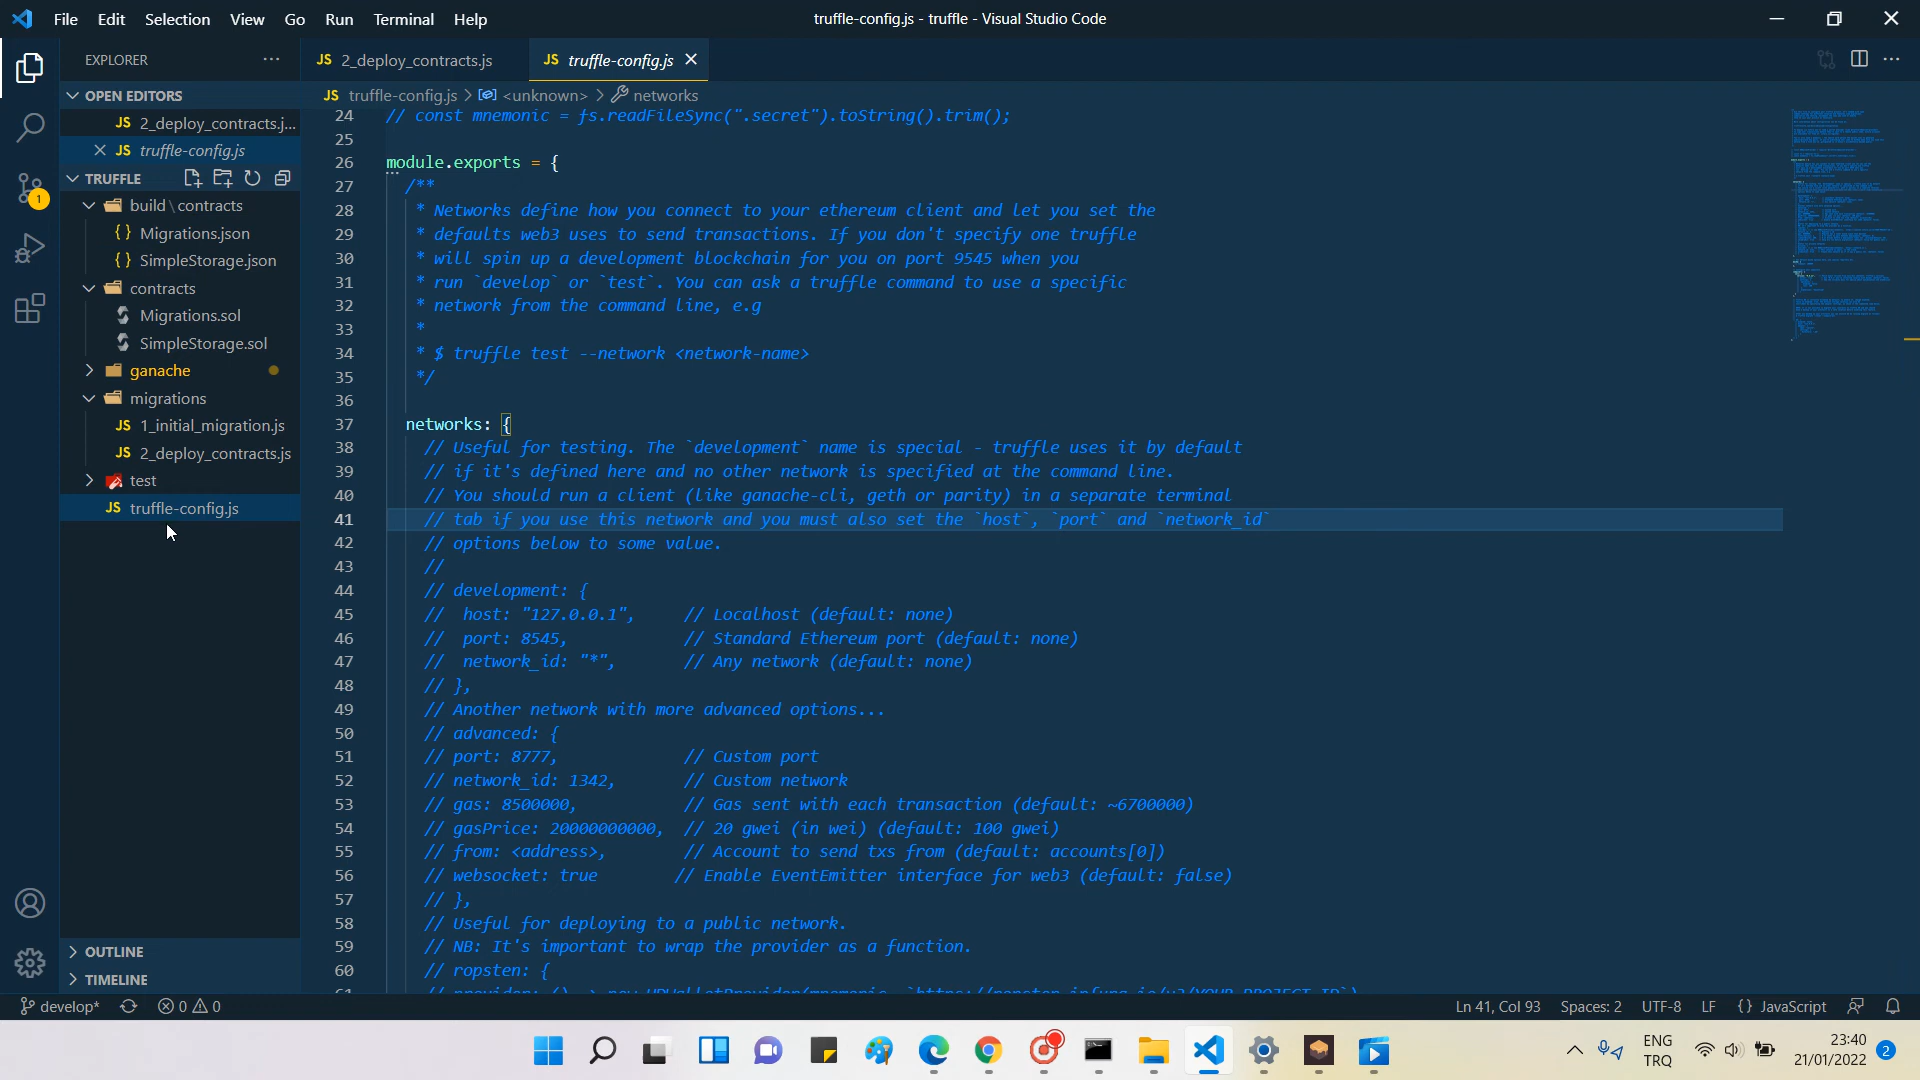 File Edit Selection View Go Run Terminal Help
truffle-config.js - truffle - Visual Studio Code
EXPLORER
JS 2_deploy_contracts.js
JS truffle-config.js
OPEN EDITORS
JS 2_deploy_contracts.j...
JS truffle-config.js
TRUFFLE
build\contracts
{} Migrations.json
{} SimpleStorage.json
contracts
Migrations.sol
SimpleStorage.sol
ganache
migrations
JS 1_initial_migration.js
JS 2_deploy_contracts.js
test
JS truffle-config.js
OUTLINE
TIMELINE
1
JS truffle-config.js > <unknown> > networks
24 // const mnemonic = fs.readFileSync(".secret").toString().trim();
25
26 module.exports = {
27 /**
28 * Networks define how you connect to your ethereum client and let you set the
29 * defaults web3 uses to send transactions. If you don't specify one truffle
30 * will spin up a development blockchain for you on port 9545 when you
31 * run `develop` or `test`. You can ask a truffle command to use a specific
32 * network from the command line, e.g
33 *
34 * $ truffle test --network <network-name>
35 */
36
37 networks: {
38 // Useful for testing. The `development` name is special - truffle uses it by default
39 // if it's defined here and no other network is specified at the command line.
40 // You should run a client (like ganache-cli, geth or parity) in a separate terminal
41 // tab if you use this network and you must also set the `host`, `port` and `network_id`
42 // options below to some value.
43 //
44 // development: {
45 // host: "127.0.0.1", // Localhost (default: none)
46 // port: 8545, // Standard Ethereum port (default: none)
47 // network_id: "*", // Any network (default: none)
48 // },
49 // Another network with more advanced options...
50 // advanced: {
51 // port: 8777, // Custom port
52 // network_id: 1342, // Custom network
53 // gas: 8500000, // Gas sent with each transaction (default: ~6700000)
54 // gasPrice: 20000000000, // 20 gwei (in wei) (default: 100 gwei)
55 // from: <address>, // Account to send txs from (default: accounts[0])
56 // websocket: true // Enable EventEmitter interface for web3 (default: false)
57 // },
58 // Useful for deploying to a public network.
59 // NB: It's important to wrap the provider as a function.
60 // ropsten: {
develop* 0 0
Ln 41, Col 93 Spaces: 2 UTF-8 LF {} JavaScript
ENG
TRQ
23:40
21/01/2022
2